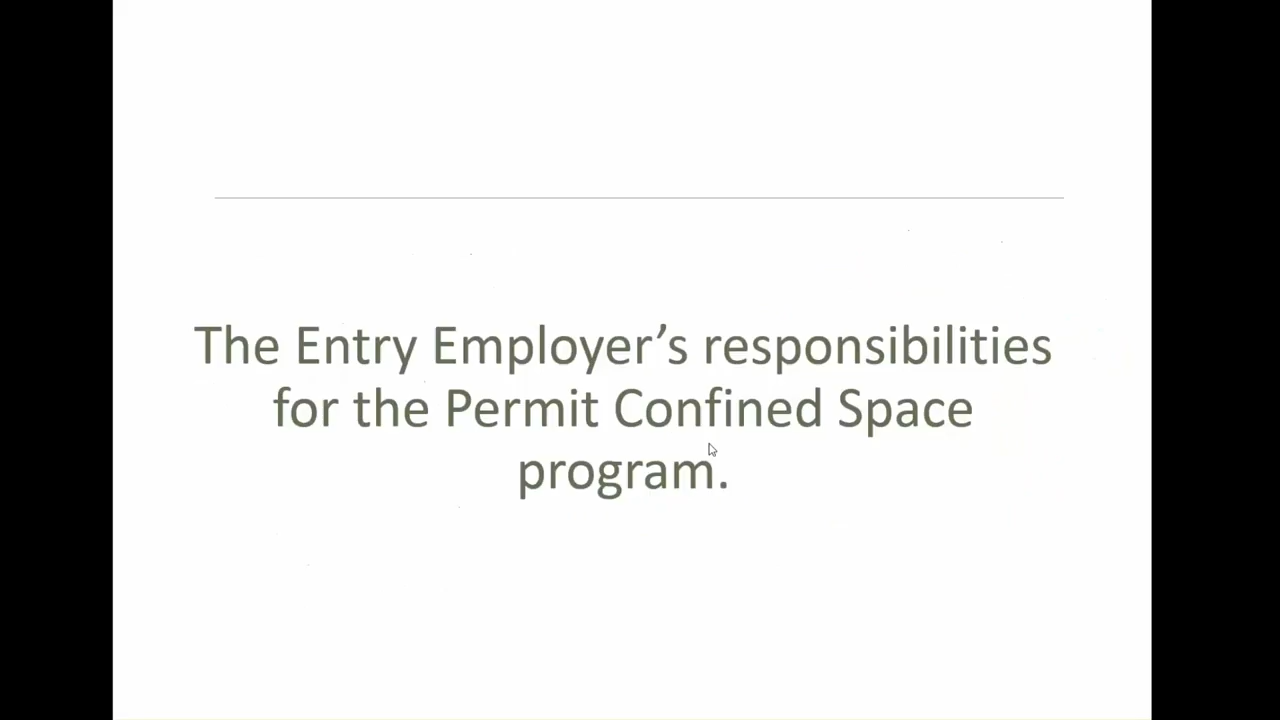 The Entry Employer’s responsibilities
for the Permit Confined Space
program.